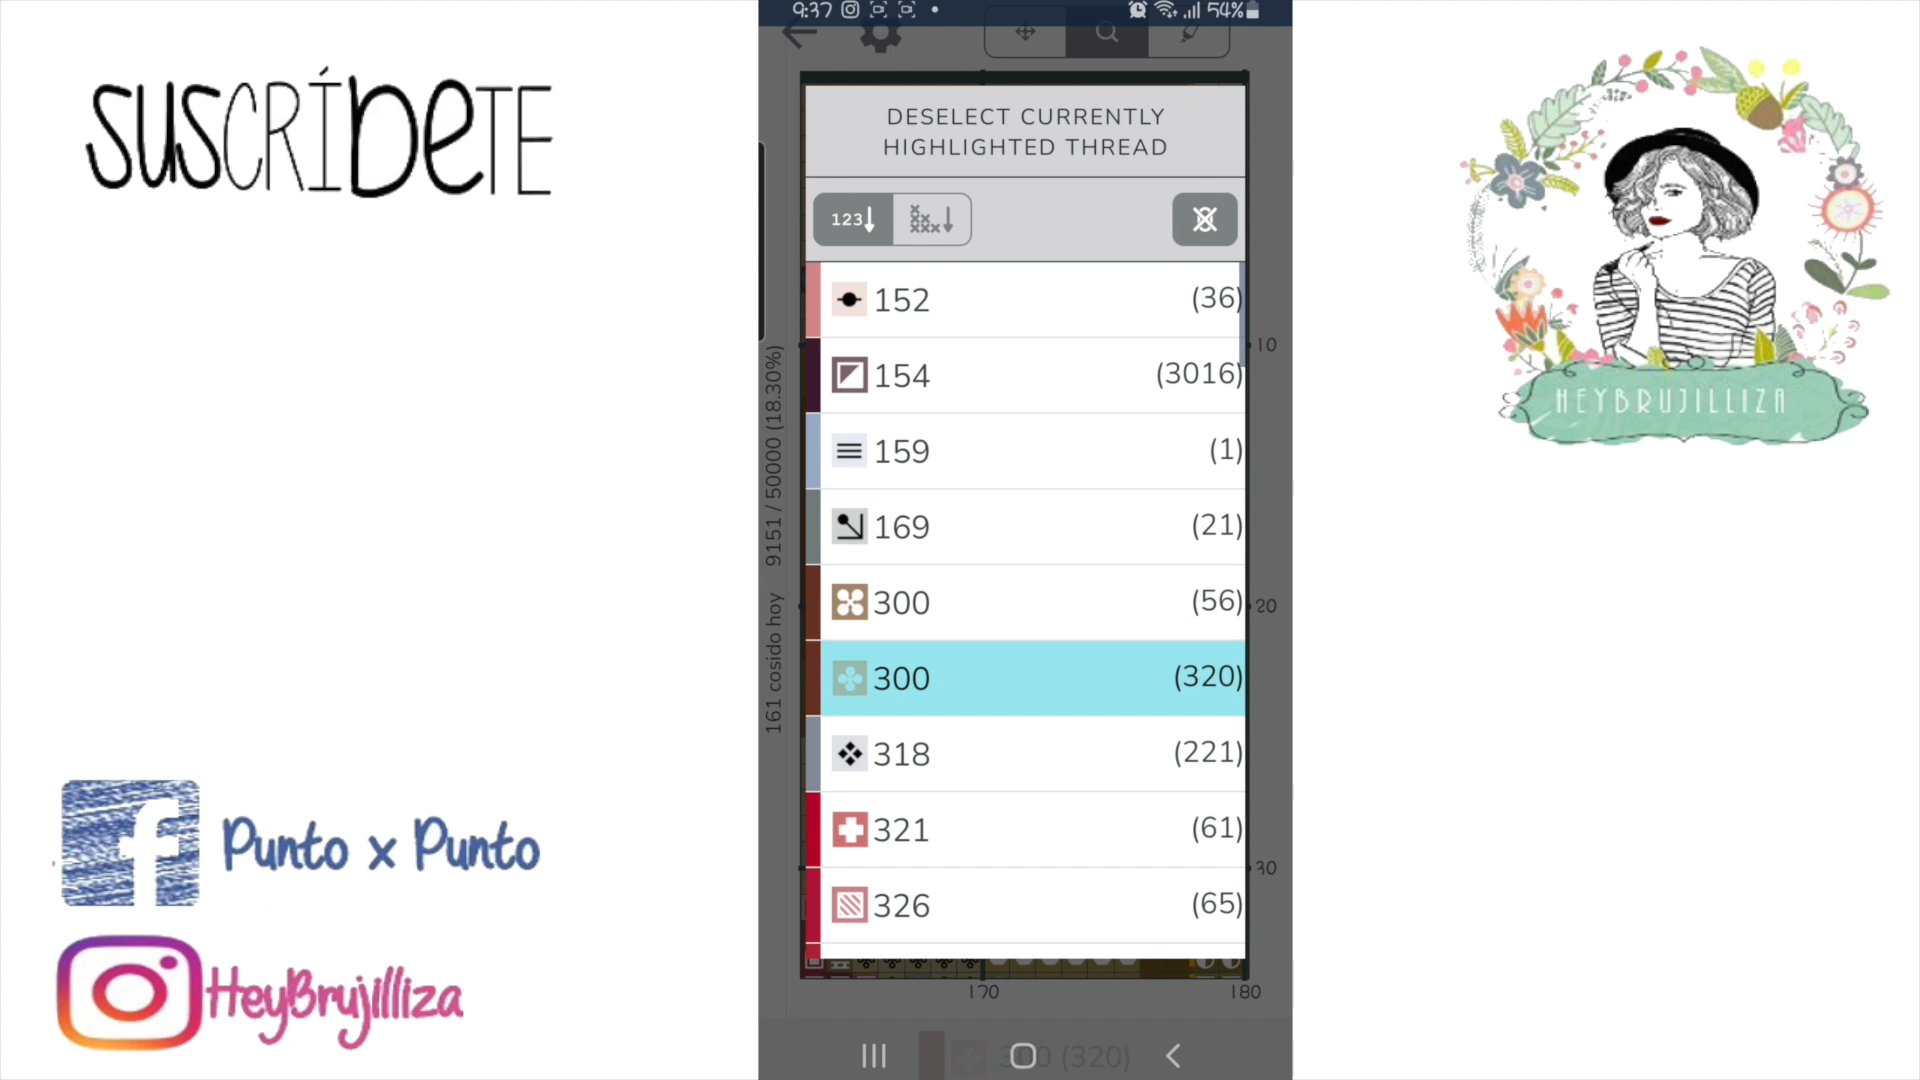 SUSCRÍBETE
Punto x Punto
HeyBrujilliza
9:37
54%
DESELECT CURRENTLY
HIGHLIGHTED THREAD
123
152 (36)
154 (3016)
159 (1)
169 (21)
300 (56)
300 (320)
318 (221)
321 (61)
326 (65)
161 cosido hoy 9151 / 50000 (18.30%)
10
20
30
170 180
300 (320)
HEYBRUJILLIZA